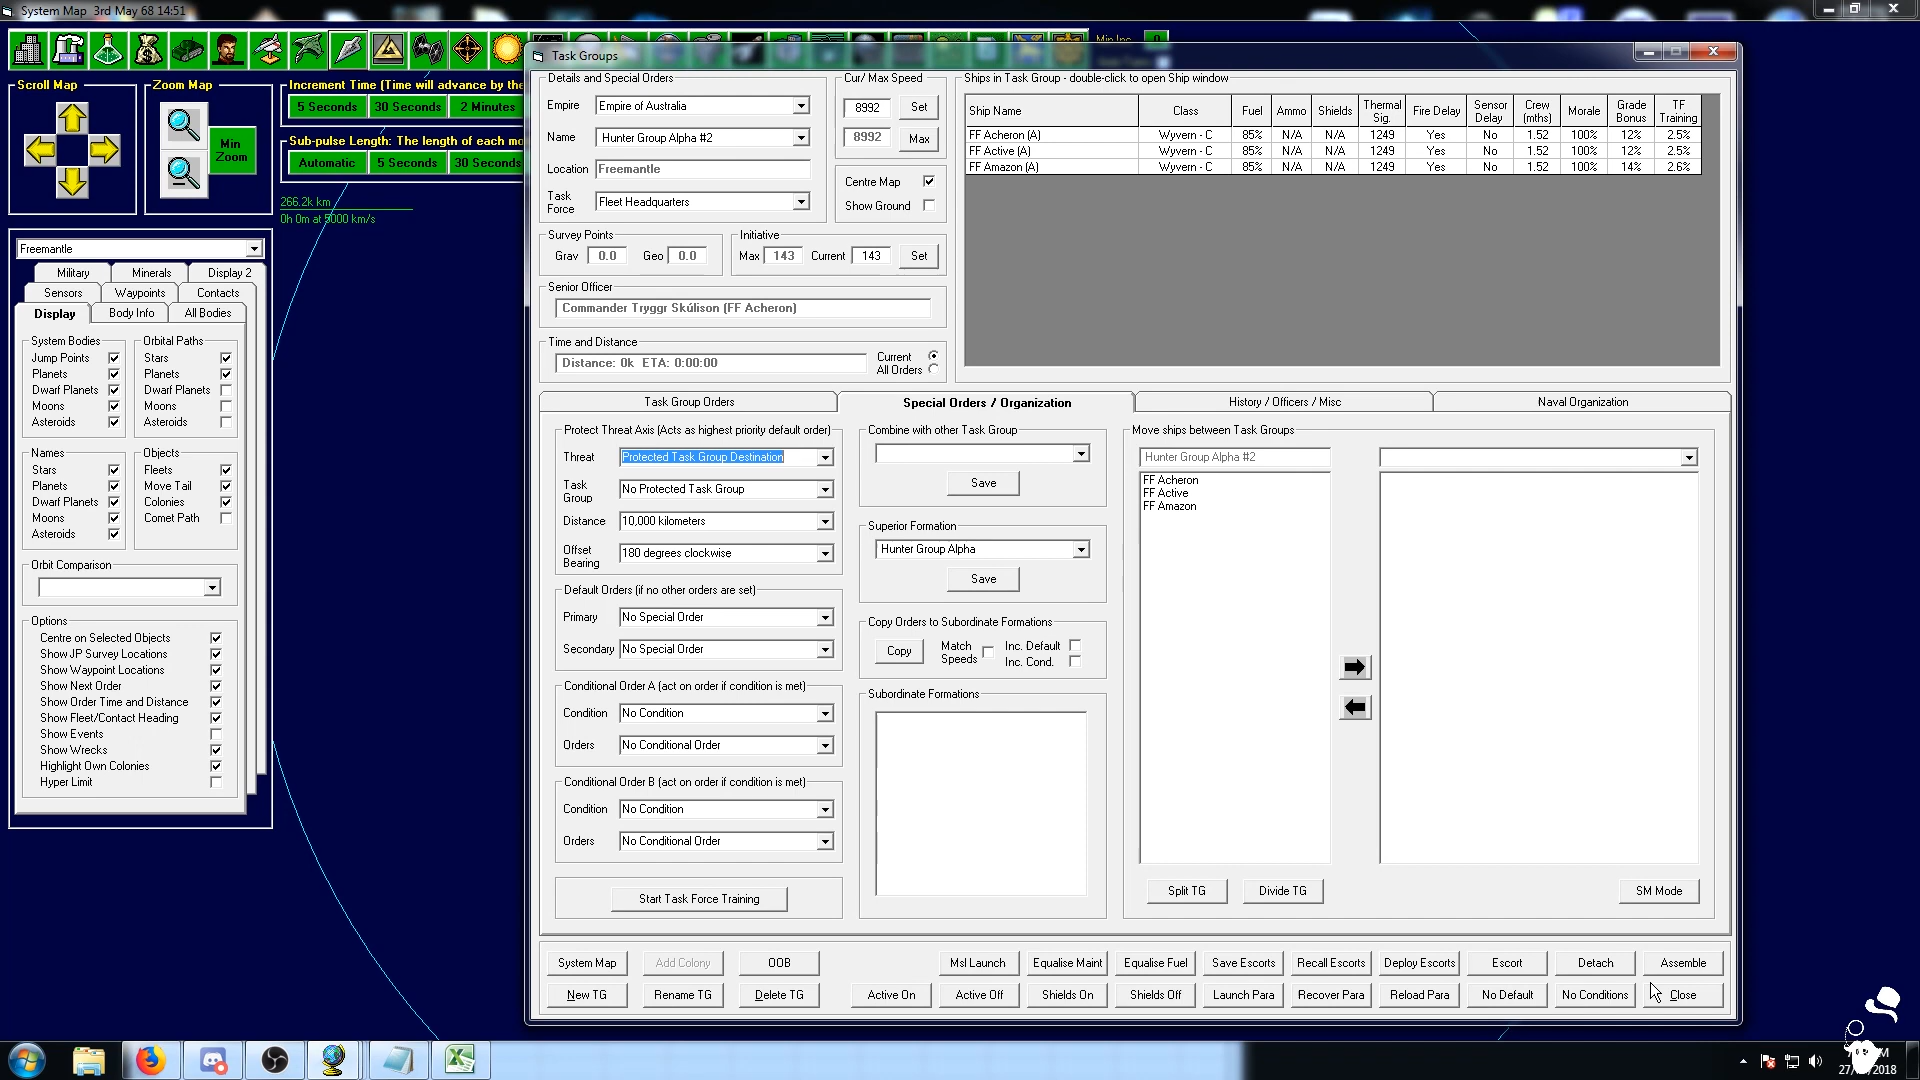 System Map 3rd May 68 14:51
Scroll Map
Zoom Map
Min
Zoom
Increment Time (Time will advance by the
5 Seconds 30 Seconds 2 Minutes
Sub-pulse Length: The length of each mo
Automatic 5 Seconds 30 Seconds
266.2k km
0h 0m at 5000 km/s
Freemantle
Military Minerals Display 2
Sensors Waypoints Contacts
Display Body Info All Bodies
System Bodies
Jump Points
Planets
Dwarf Planets
Moons
Asteroids
Orbital Paths
Stars
Planets
Dwarf Planets
Moons
Asteroids
Names
Stars
Planets
Dwarf Planets
Moons
Asteroids
Objects
Fleets
Move Tail
Colonies
Comet Path
Orbit Comparison
Options
Centre on Selected Objects
Show JP Survey Locations
Show Waypoint Locations
Show Next Order
Show Order Time and Distance
Show Fleet/Contact Heading
Show Events
Show Wrecks
Highlight Own Colonies
Hyper Limit
Task Groups
Details and Special Orders
Empire Empire of Australia
Name Hunter Group Alpha #2
Location Freemantle
Task
Force Fleet Headquarters
Cur/ Max Speed
8992 Set
8992 Max
Centre Map
Show Ground
Survey Points
Grav 0.0 Geo 0.0
Initiative
Max 143 Current 143 Set
Senior Officer
Commander Tryggr Skúlison (FF Acheron)
Time and Distance
Distance: 0k ETA: 0:00:00
Current
All Orders
Ships in Task Group - double-click to open Ship window
Ship Name Class Fuel Ammo Shields Thermal Sig. Fire Delay Sensor Delay Crew (mths) Morale Grade Bonus TF Training
FF Acheron (A) Wyvern - C 85% N/A N/A 1249 Yes No 1.52 100% 12% 2.5%
FF Active (A) Wyvern - C 85% N/A N/A 1249 Yes No 1.52 100% 12% 2.5%
FF Amazon (A) Wyvern - C 85% N/A N/A 1249 Yes No 1.52 100% 14% 2.6%
Task Group Orders Special Orders / Organization History / Officers / Misc Naval Organization
Protect Threat Axis (Acts as highest priority default order)
Threat Protected Task Group Destination
Task
Group No Protected Task Group
Distance 10,000 kilometers
Offset
Bearing 180 degrees clockwise
Default Orders (if no other orders are set)
Primary No Special Order
Secondary No Special Order
Conditional Order A (act on order if condition is met)
Condition No Condition
Orders No Conditional Order
Conditional Order B (act on order if condition is met)
Condition No Condition
Orders No Conditional Order
Start Task Force Training
Combine with other Task Group
Save
Superior Formation
Hunter Group Alpha
Save
Copy Orders to Subordinate Formations
Copy Match
Speeds Inc. Default
Inc. Cond.
Subordinate Formations
Move ships between Task Groups
Hunter Group Alpha #2
FF Acheron
FF Active
FF Amazon
Split TG Divide TG SM Mode
System Map Add Colony OOB Msl Launch Equalise Maint Equalise Fuel Save Escorts Recall Escorts Deploy Escorts Escort Detach Assemble
New TG Rename TG Delete TG Active On Active Off Shields On Shields Off Launch Para Recover Para Reload Para No Default No Conditions Close